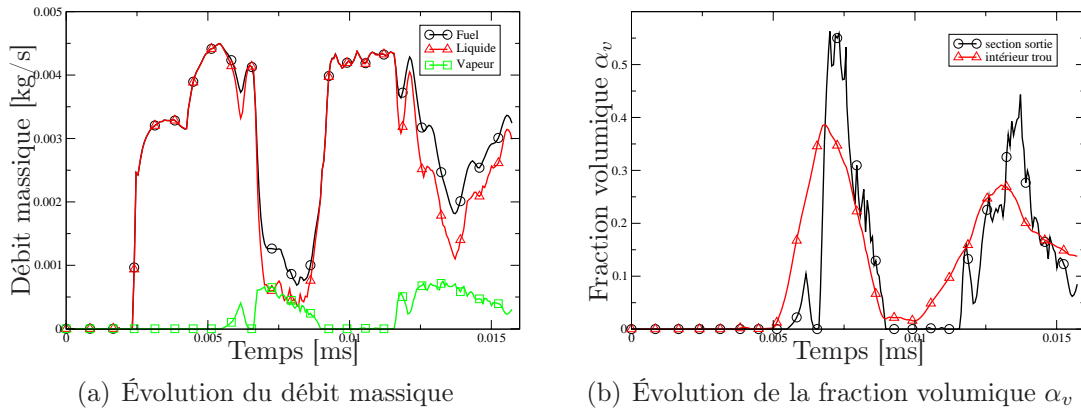 Débit massique [kg/s]
0.005
0.004
0.003
0.002
0.001
0
0
0.005
0.01
0.015
Temps [ms]
Fuel
Liquide
Vapeur
(a) Évolution du débit massique
Fraction volumique αv
0.5
0.4
0.3
0.2
0.1
0
0
0.005
0.01
0.015
Temps [ms]
section sortie
intérieur trou
(b) Évolution de la fraction volumique αv